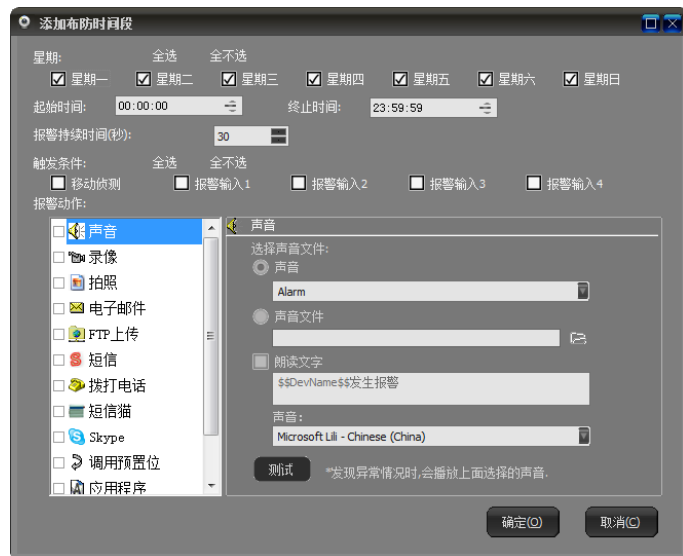 添加布防时间段
星期: 全选 全不选
星期一 星期二 星期三 星期四 星期五 星期六 星期日
起始时间: 00:00:00 终止时间: 23:59:59
报警持续时间(秒): 30
触发条件: 全选 全不选
移动侦测 报警输入1 报警输入2 报警输入3 报警输入4
报警动作:
声音
录像
拍照
电子邮件
FTP上传
短信
拨打电话
短信猫
Skype
调用预置位
应用程序
声音
选择声音文件:
声音
Alarm
声音文件
朗读文字
$$DevName$$发生报警
声音:
Microsoft Lili - Chinese (China)
测试 *发现异常情况时,会播放上面选择的声音.
确定(O) 取消(C)